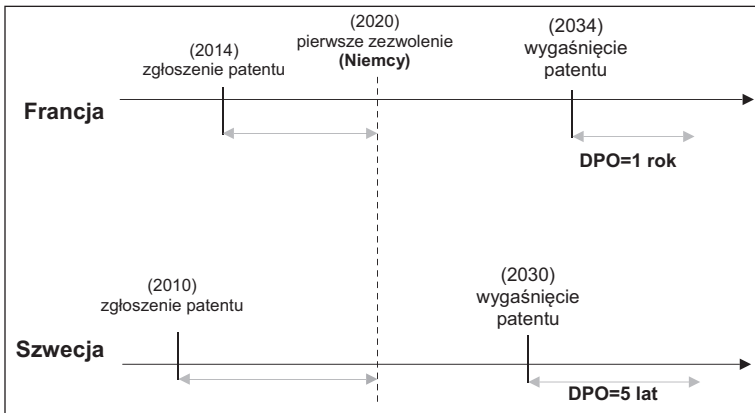 (2020)
pierwsze zezwolenie
(Niemcy)
(2014)
zgłoszenie patentu
(2034)
wygaśnięcie
patentu
Francja
DPO=1 rok
(2010)
zgłoszenie patentu
(2030)
wygaśnięcie
patentu
Szwecja
DPO=5 lat